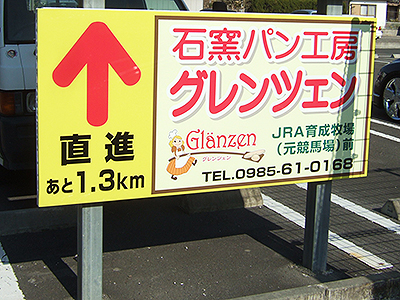 直進
あと1.3km
石窯パン工房
グレンツェン
Glänzen
グレンツェン
JRA育成牧場
(元競馬場)前
TEL.0985-61-0168